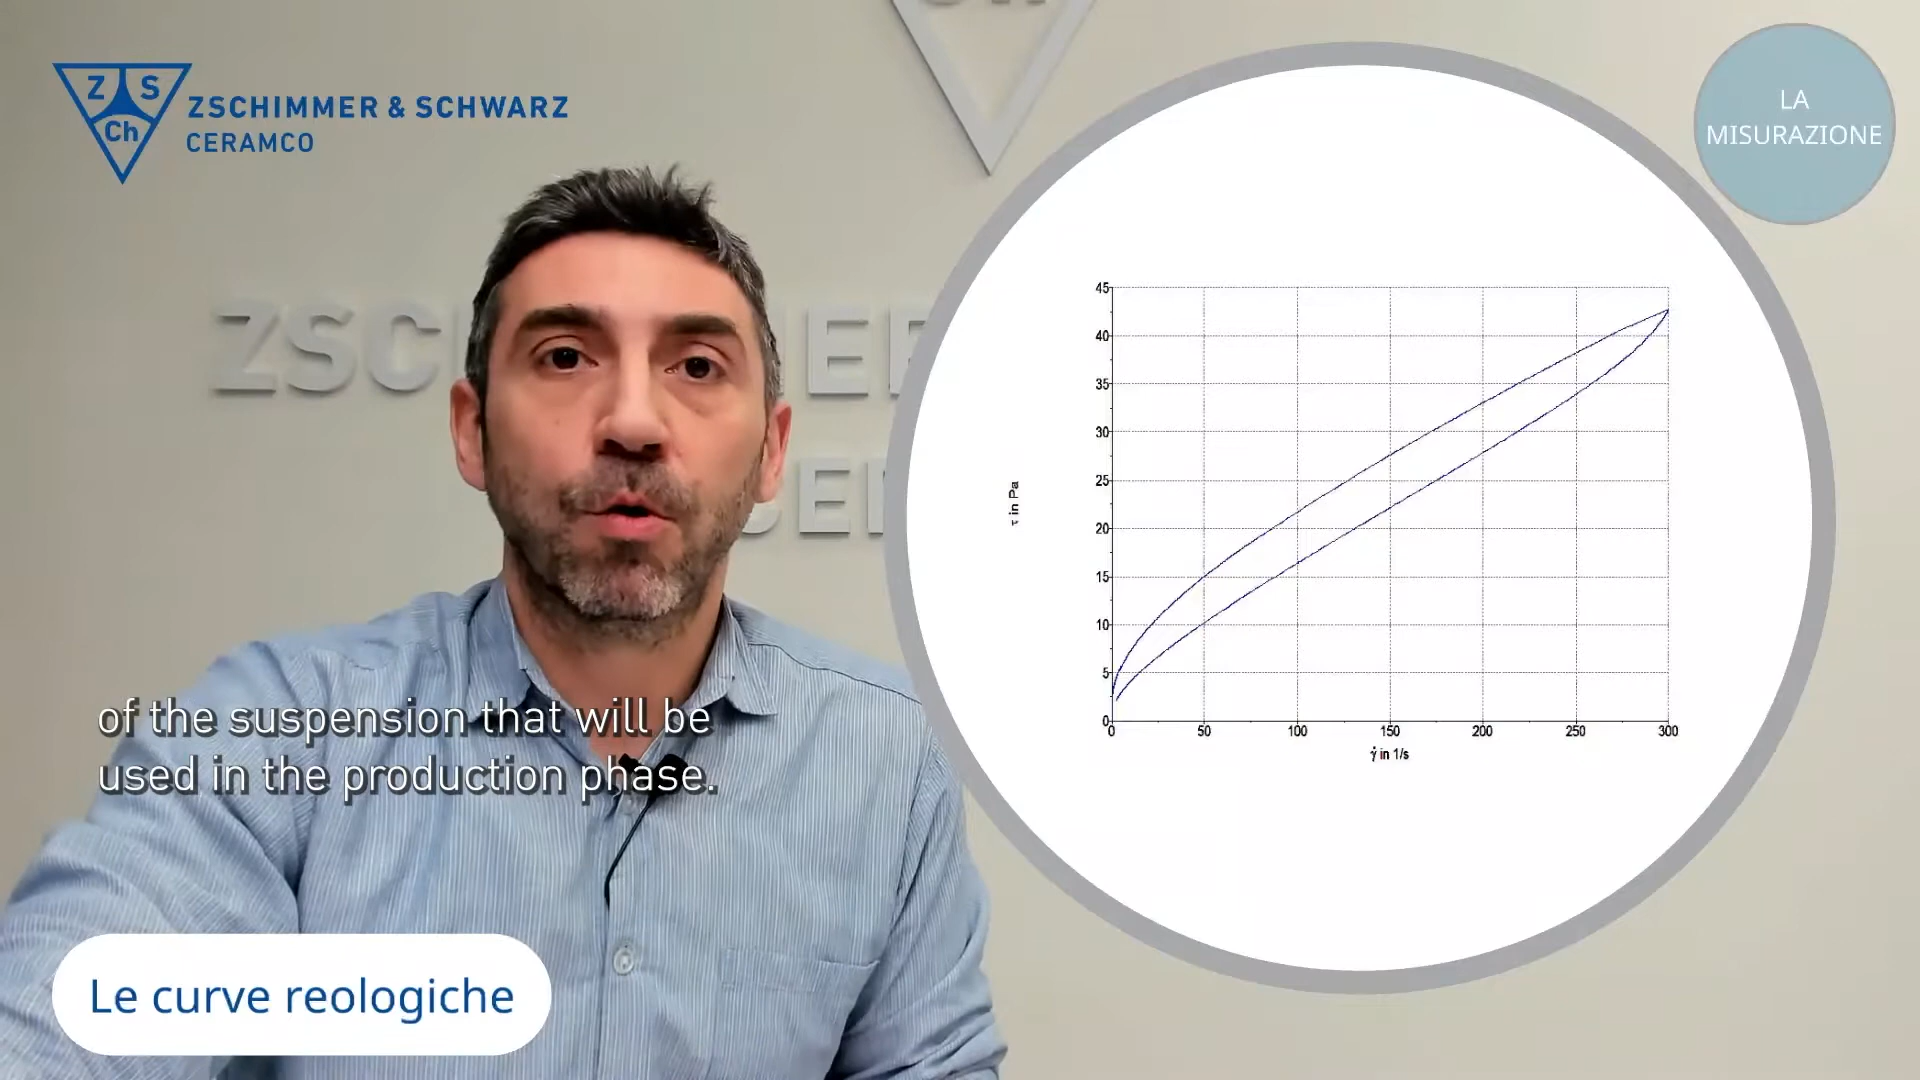 Z S
Ch
ZSCHIMMER & SCHWARZ
CERAMCO
LA
MISURAZIONE
45
40
35
30
25
20
15
10
5
0
τ in Pa
0 50 100 150 200 250 300
γ̇ in 1/s
of the suspension that will be
used in the production phase.
Le curve reologiche